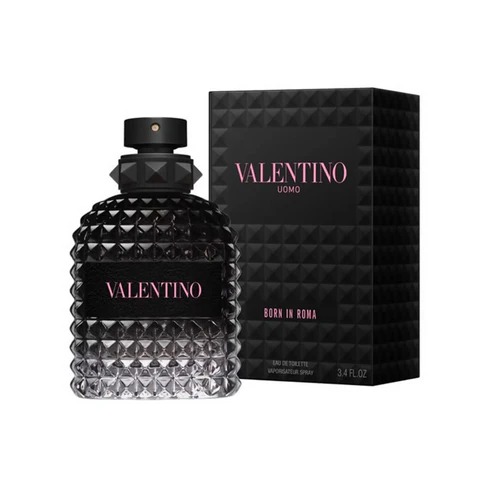 VALENTINO
VALENTINO
UOMO
BORN IN ROMA
EAU DE TOILETTE
VAPORISATEUR SPRAY
3.4 FL.OZ